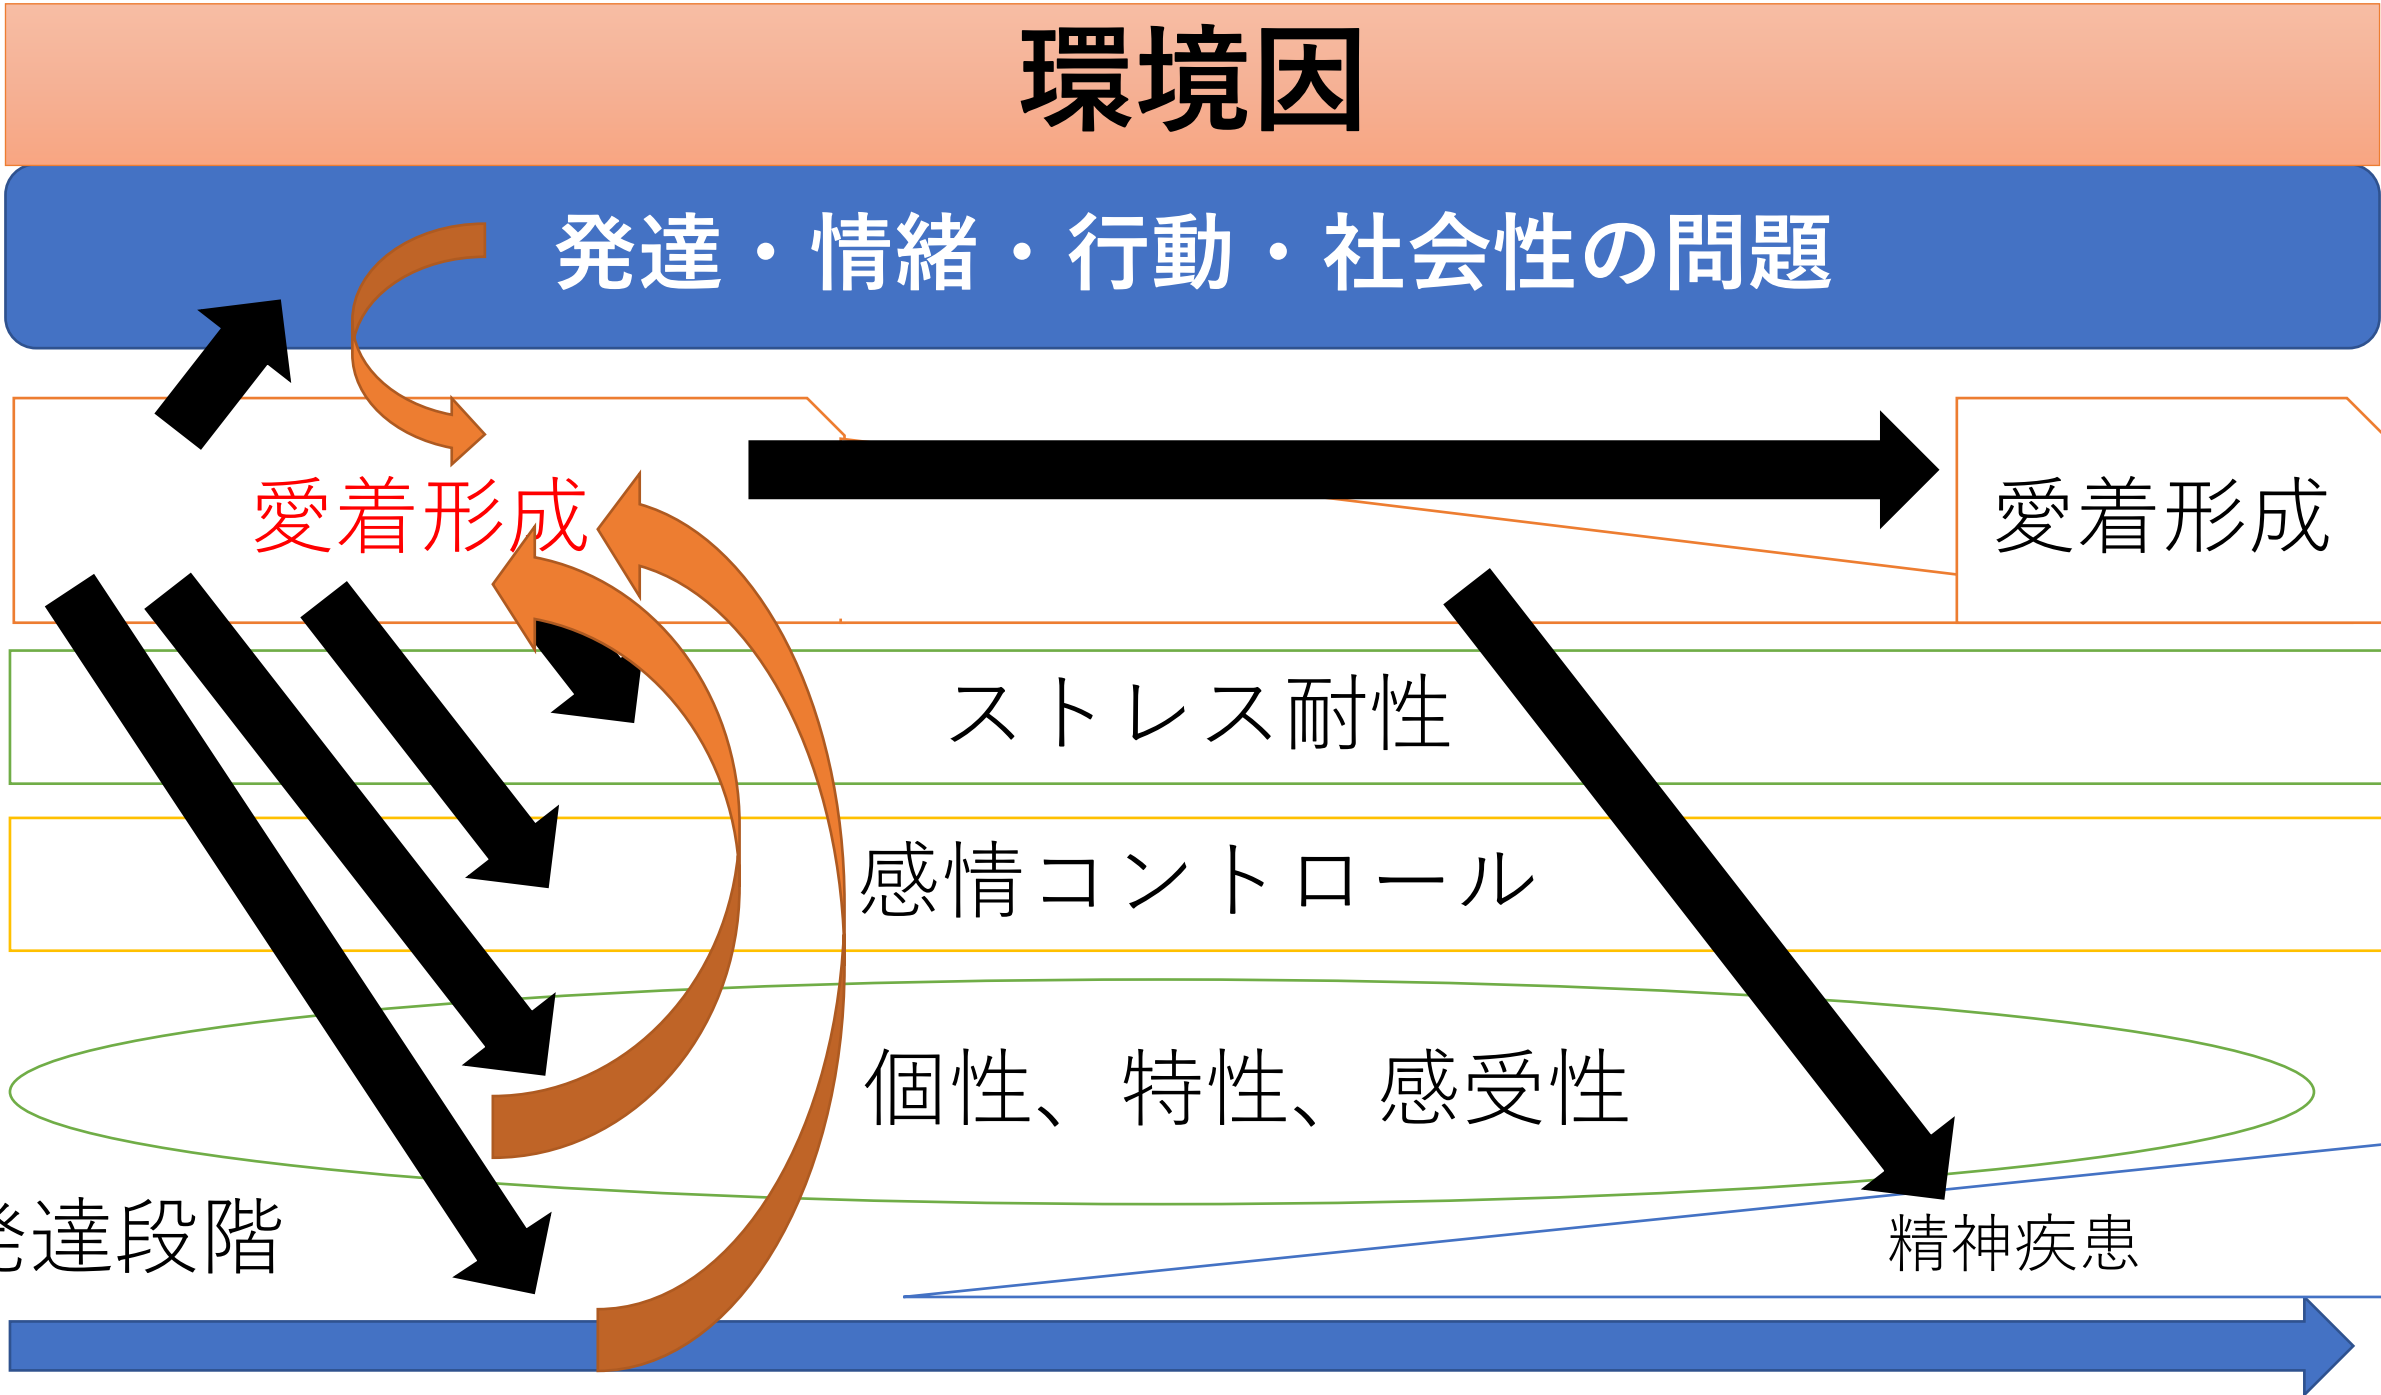 環境因
発達・情緒・行動・社会性の問題
愛着形成
愛着形成
ストレス耐性
感情コントロール
個性、特性、感受性
発達段階
精神疾患